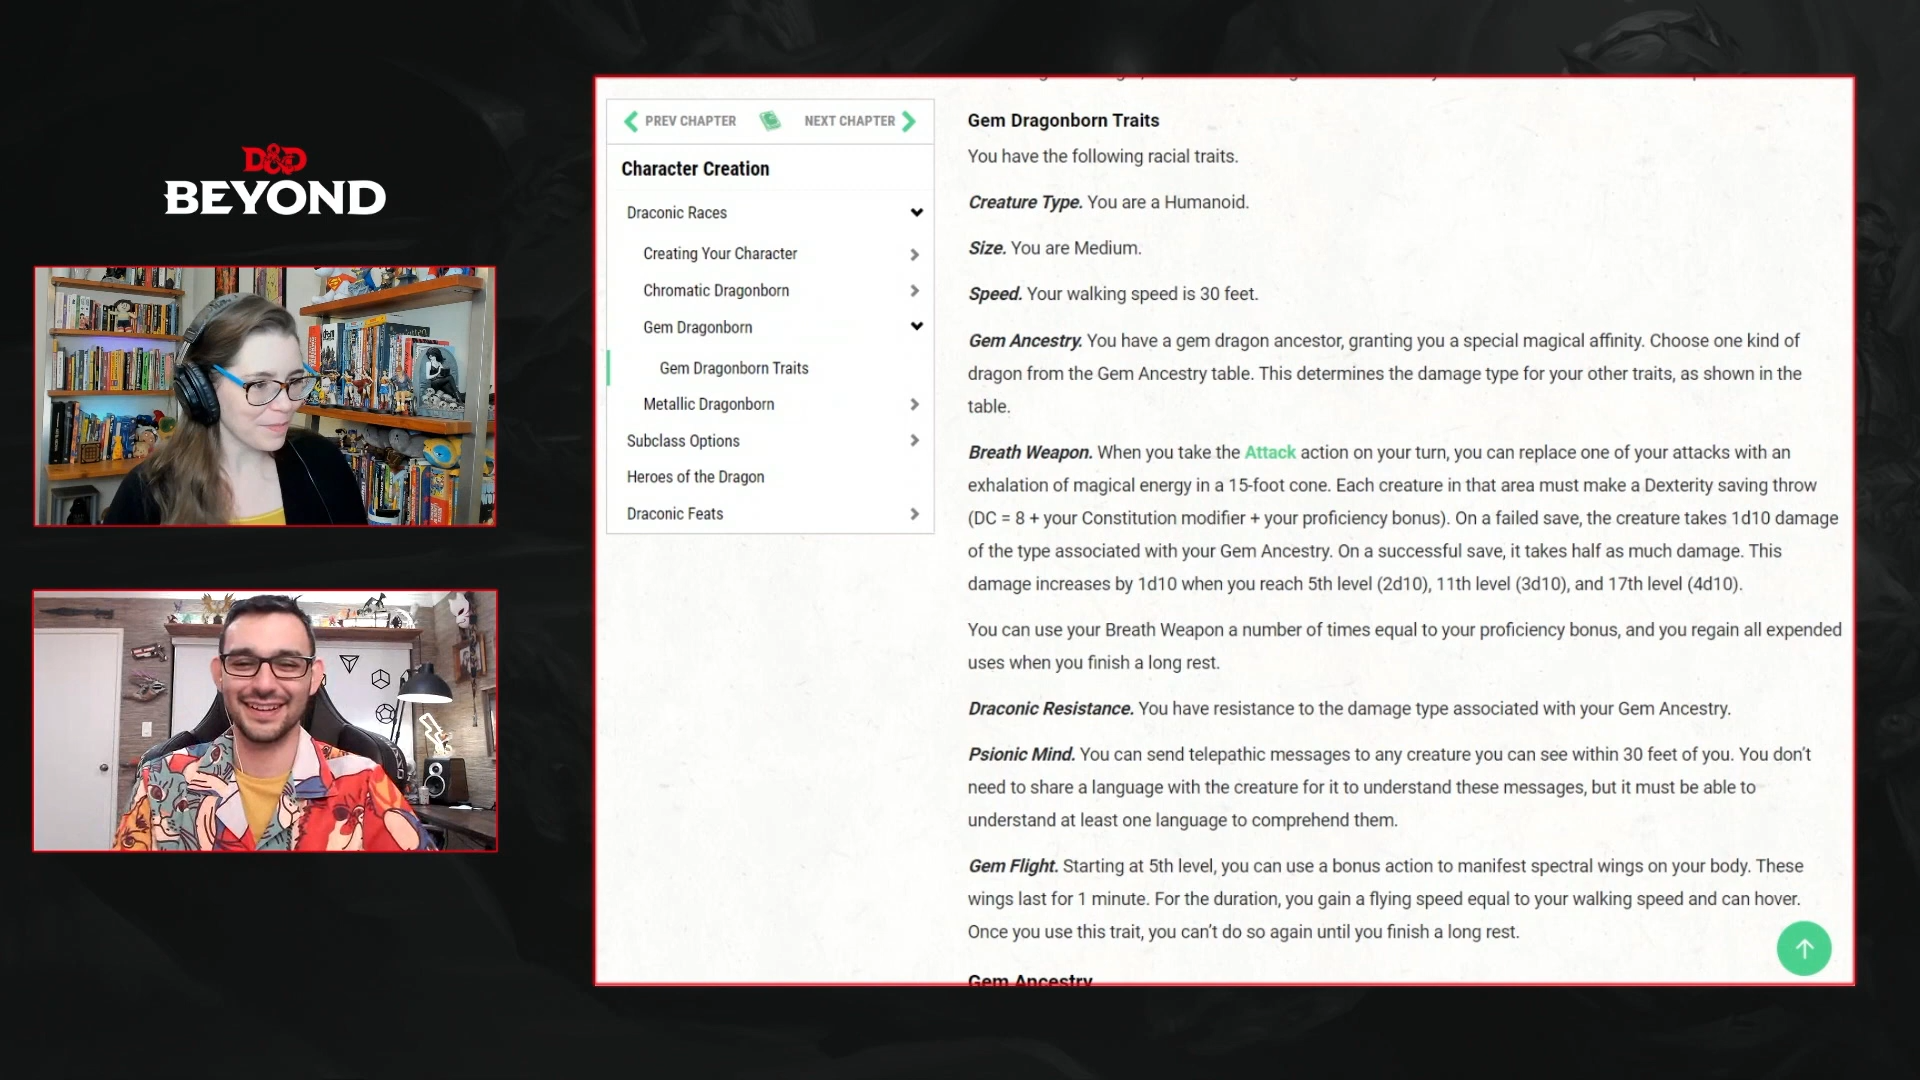 D&D
BEYOND
PREV CHAPTER
NEXT CHAPTER
Character Creation
Draconic Races
Creating Your Character
Chromatic Dragonborn
Gem Dragonborn
Gem Dragonborn Traits
Metallic Dragonborn
Subclass Options
Heroes of the Dragon
Draconic Feats
Gem Dragonborn Traits
You have the following racial traits.
Creature Type. You are a Humanoid.
Size. You are Medium.
Speed. Your walking speed is 30 feet.
Gem Ancestry. You have a gem dragon ancestor, granting you a special magical affinity. Choose one kind of
dragon from the Gem Ancestry table. This determines the damage type for your other traits, as shown in the
table.
Breath Weapon. When you take the Attack action on your turn, you can replace one of your attacks with an
exhalation of magical energy in a 15-foot cone. Each creature in that area must make a Dexterity saving throw
(DC = 8 + your Constitution modifier + your proficiency bonus). On a failed save, the creature takes 1d10 damage
of the type associated with your Gem Ancestry. On a successful save, it takes half as much damage. This
damage increases by 1d10 when you reach 5th level (2d10), 11th level (3d10), and 17th level (4d10).
You can use your Breath Weapon a number of times equal to your proficiency bonus, and you regain all expended
uses when you finish a long rest.
Draconic Resistance. You have resistance to the damage type associated with your Gem Ancestry.
Psionic Mind. You can send telepathic messages to any creature you can see within 30 feet of you. You don't
need to share a language with the creature for it to understand these messages, but it must be able to
understand at least one language to comprehend them.
Gem Flight. Starting at 5th level, you can use a bonus action to manifest spectral wings on your body. These
wings last for 1 minute. For the duration, you gain a flying speed equal to your walking speed and can hover.
Once you use this trait, you can't do so again until you finish a long rest.
Gem Ancestry